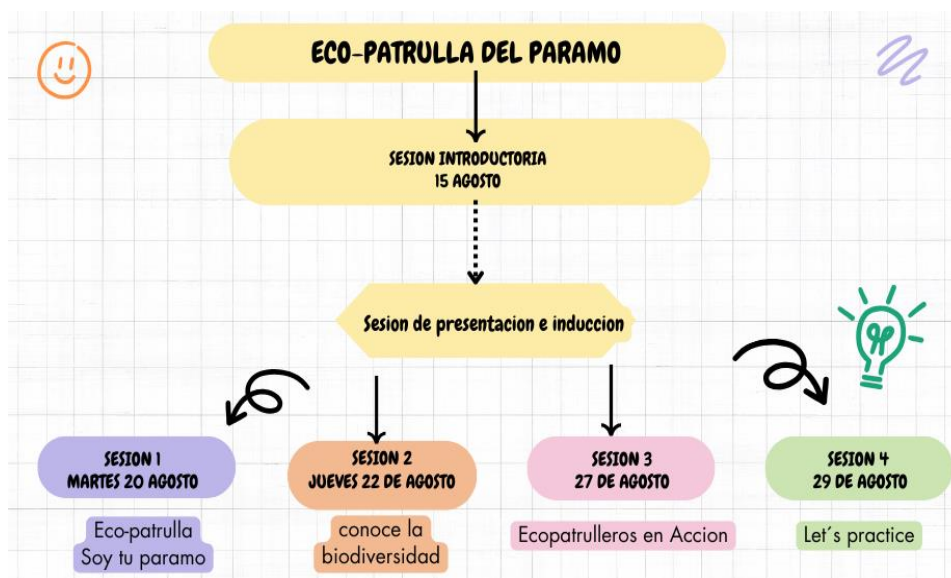 ECO-PATRULLA DEL PARAMO
SESION INTRODUCTORIA
15 AGOSTO
Sesion de presentacion e induccion
SESION 1
MARTES 20 AGOSTO
Eco-patrulla
Soy tu paramo
SESION 2
JUEVES 22 DE AGOSTO
conoce la
biodiversidad
SESION 3
27 DE AGOSTO
Ecopatrulleros en Accion
SESION 4
29 DE AGOSTO
Let´s practice